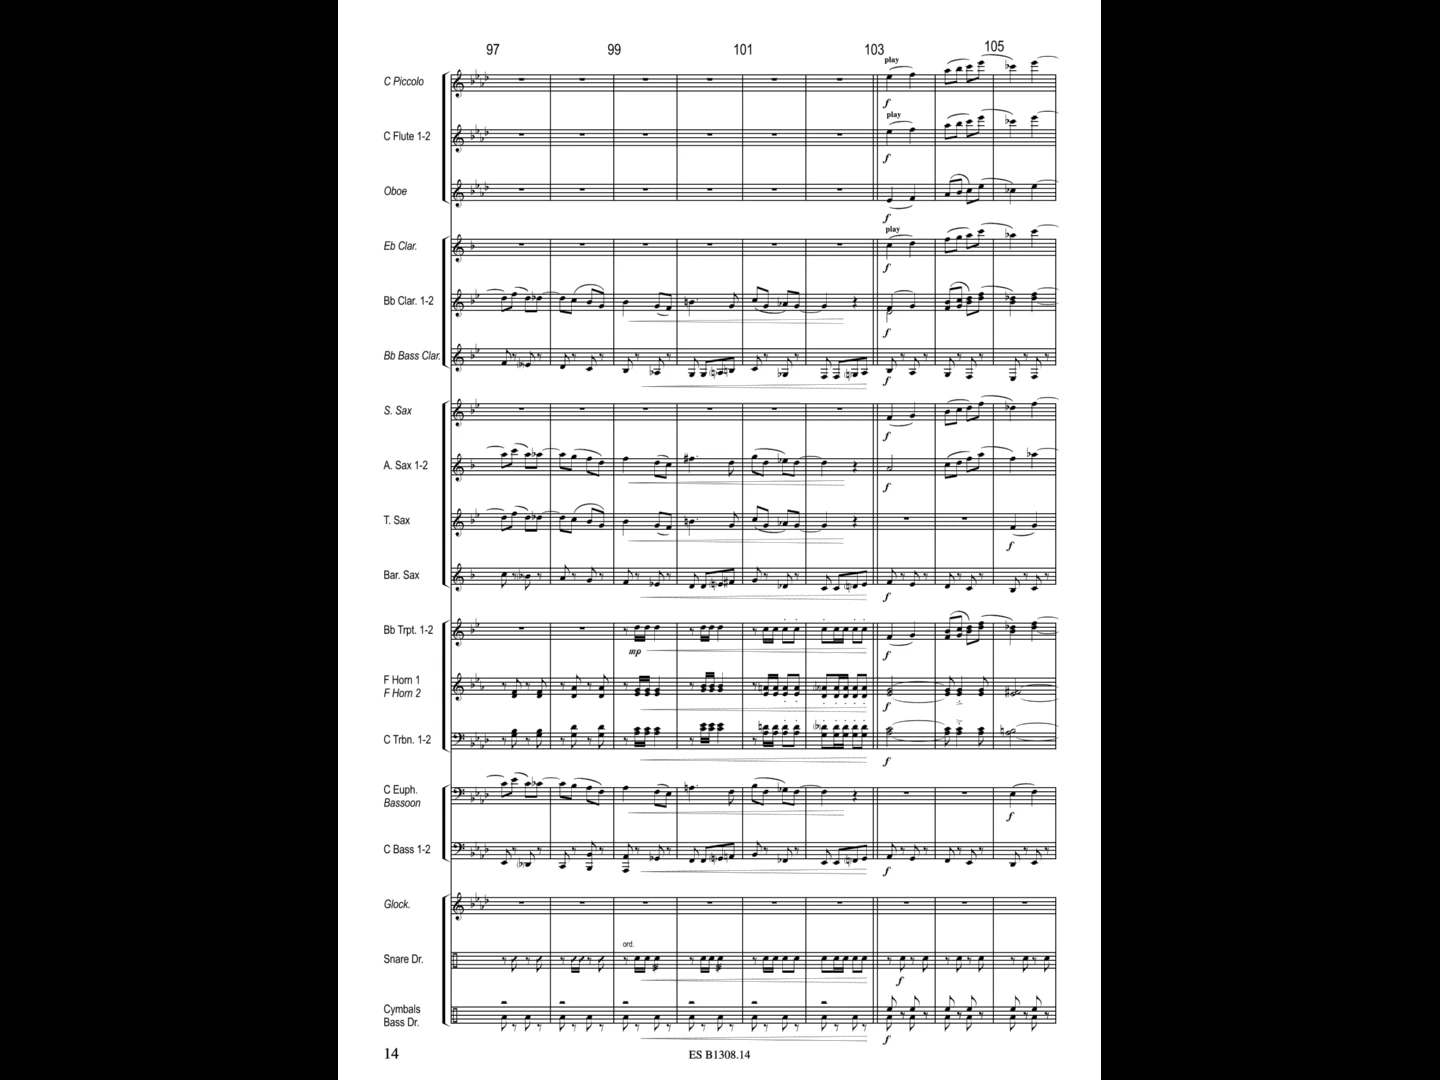 97 99 101 103 105
play
C Piccolo
f
play
C Flute 1-2
f
Oboe
f
play
Eb Clar.
f
Bb Clar. 1-2
f
Bb Bass Clar.
f
S. Sax
f
A. Sax 1-2
f
T. Sax
f
Bar. Sax
f
Bb Trpt. 1-2
mp f
F Horn 1
F Horn 2
f
C Trbn. 1-2
f
C Euph.
Bassoon
f
C Bass 1-2
f
Glock.
ord.
Snare Dr.
f
Cymbals
Bass Dr.
f
14 ES B1308.14